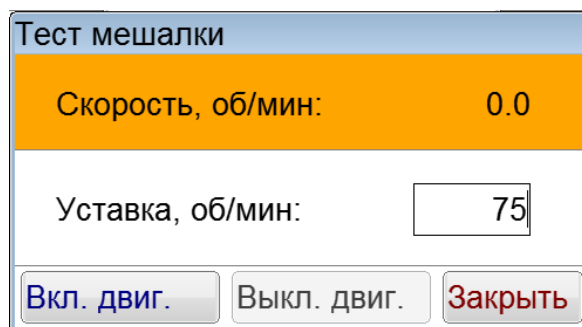 Тест мешалки
Скорость, об/мин: 0.0
Уставка, об/мин: 75
Вкл. двиг. Выкл. двиг. Закрыть